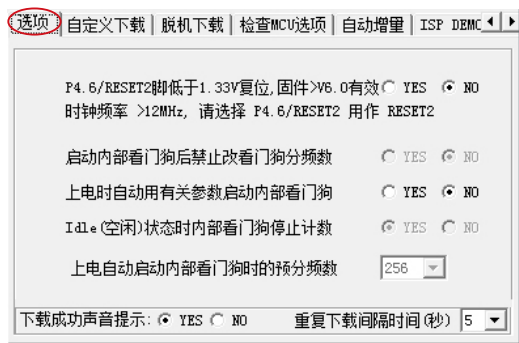 选项 自定义下载 脱机下载 检查MCU选项 自动增量 ISP DEMO
P4.6/RESET2脚低于1.33V复位,固件>V6.0有效 YES NO
时钟频率 >12MHz, 请选择 P4.6/RESET2 用作 RESET2
启动内部看门狗后禁止改看门狗分频数 YES NO
上电时自动用有关参数启动内部看门狗 YES NO
Idle(空闲)状态时内部看门狗停止计数 YES NO
上电自动启动内部看门狗时的预分频数 256
下载成功声音提示: YES NO 重复下载间隔时间(秒) 5